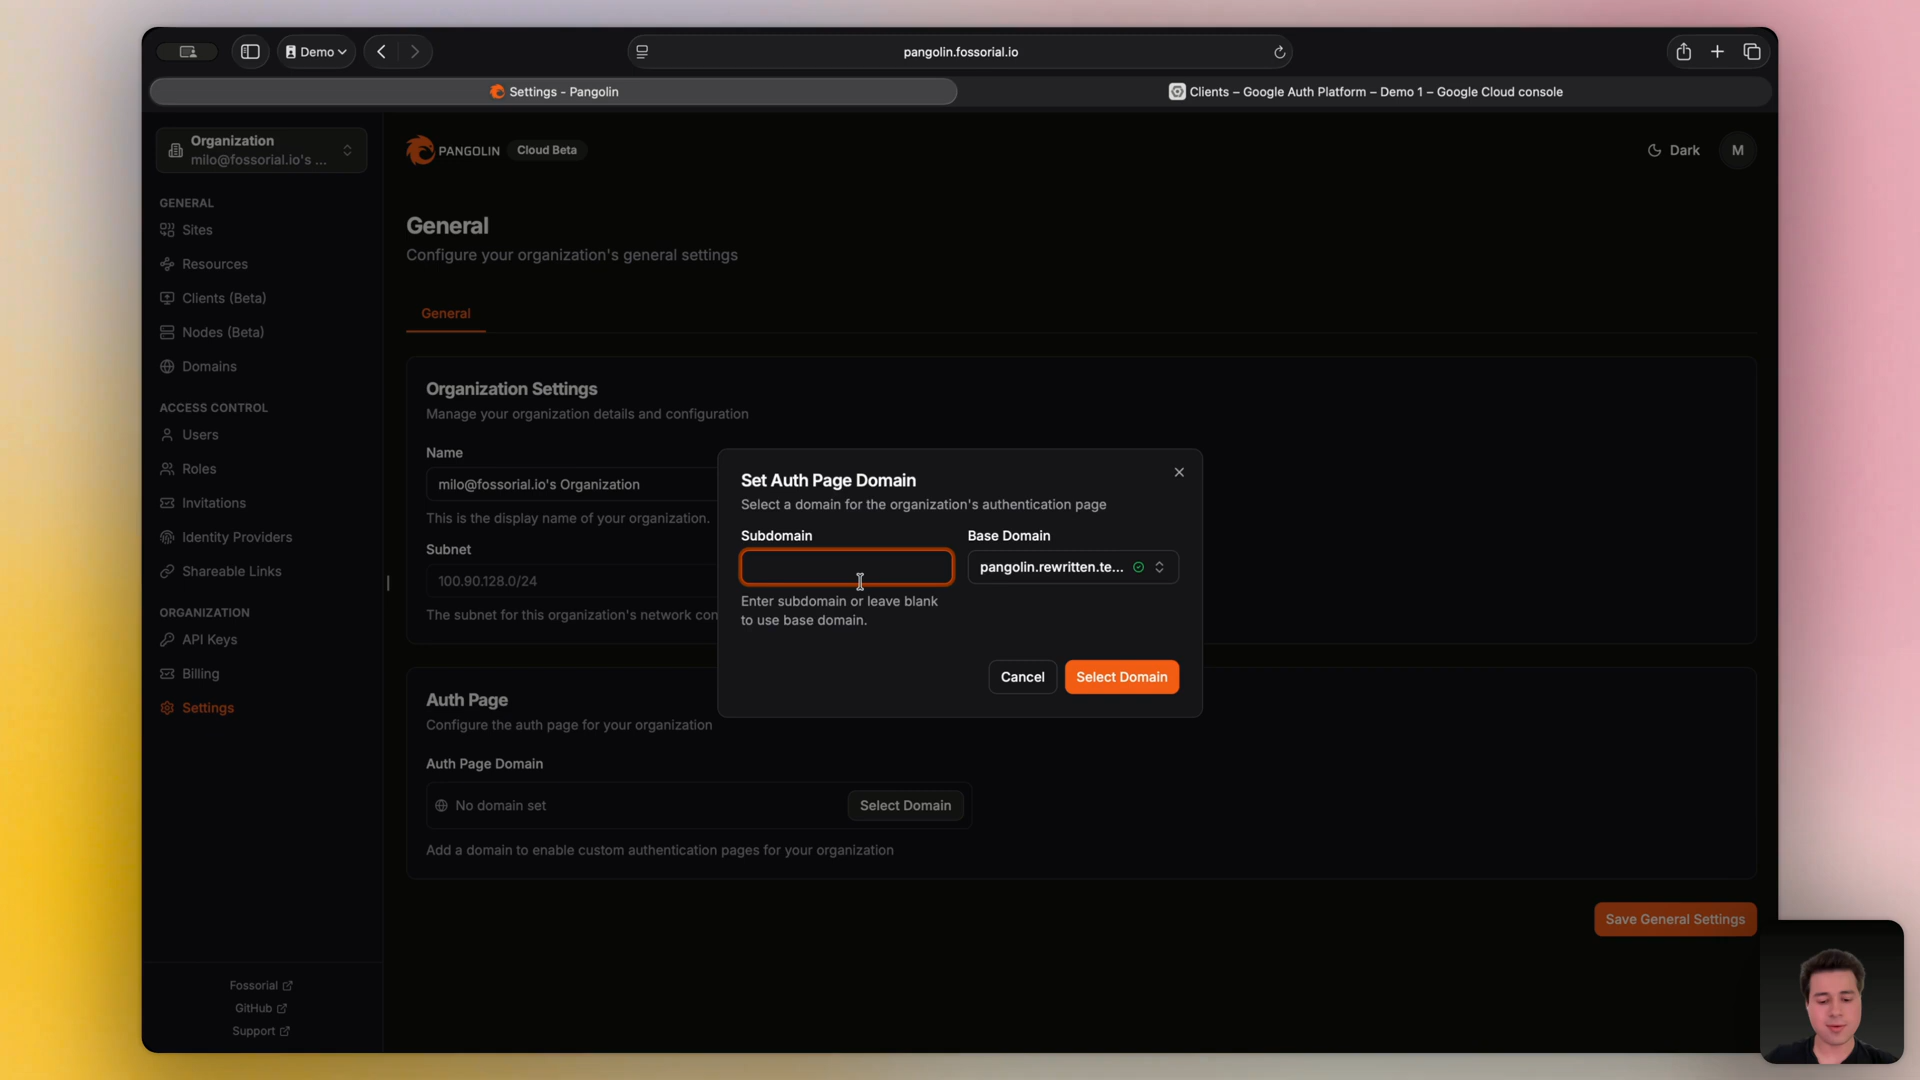 Demo
pangolin.fossorial.io
Settings - Pangolin
Clients – Google Auth Platform – Demo 1 – Google Cloud console
Organization
milo@fossorial.io's ...
PANGOLIN
Cloud Beta
Dark
M
GENERAL
Sites
Resources
Clients (Beta)
Nodes (Beta)
Domains
ACCESS CONTROL
Users
Roles
Invitations
Identity Providers
Shareable Links
ORGANIZATION
API Keys
Billing
Settings
Fossorial
GitHub
Support
General
Configure your organization's general settings
General
Organization Settings
Manage your organization details and configuration
Name
milo@fossorial.io's Organization
This is the display name of your organization.
Subnet
100.90.128.0/24
The subnet for this organization's network con
Set Auth Page Domain
Select a domain for the organization's authentication page
Subdomain
Base Domain
pangolin.rewritten.te...
Enter subdomain or leave blank
to use base domain.
Cancel
Select Domain
Auth Page
Configure the auth page for your organization
Auth Page Domain
No domain set
Select Domain
Add a domain to enable custom authentication pages for your organization
Save General Settings